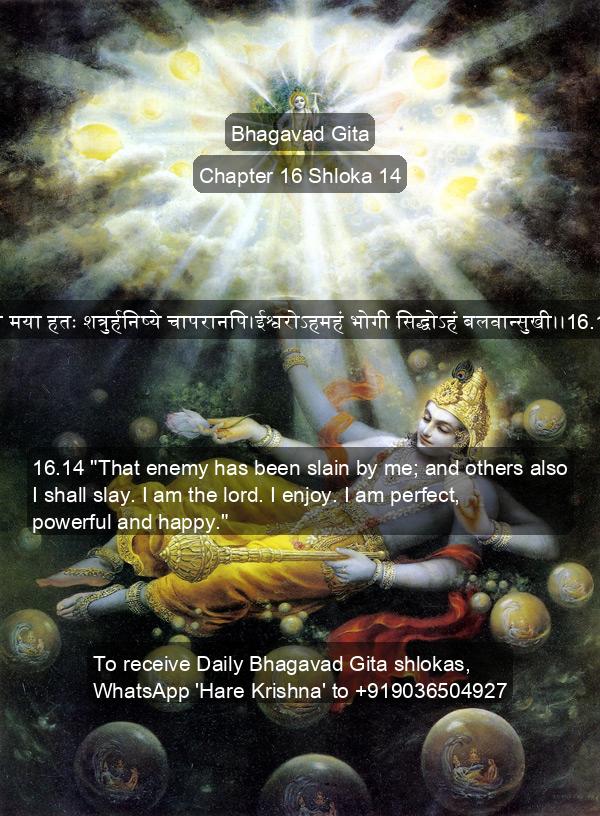 Bhagavad Gita
Chapter 16 Shloka 14
मया हतः शत्रुर्हनिष्ये चापरानपि।ईश्वरोऽहमहं भोगी सिद्धोऽहं बलवान्सुखी।।16.
16.14 "That enemy has been slain by me; and others also
I shall slay. I am the lord. I enjoy. I am perfect,
powerful and happy."
To receive Daily Bhagavad Gita shlokas,
WhatsApp 'Hare Krishna' to +919036504927